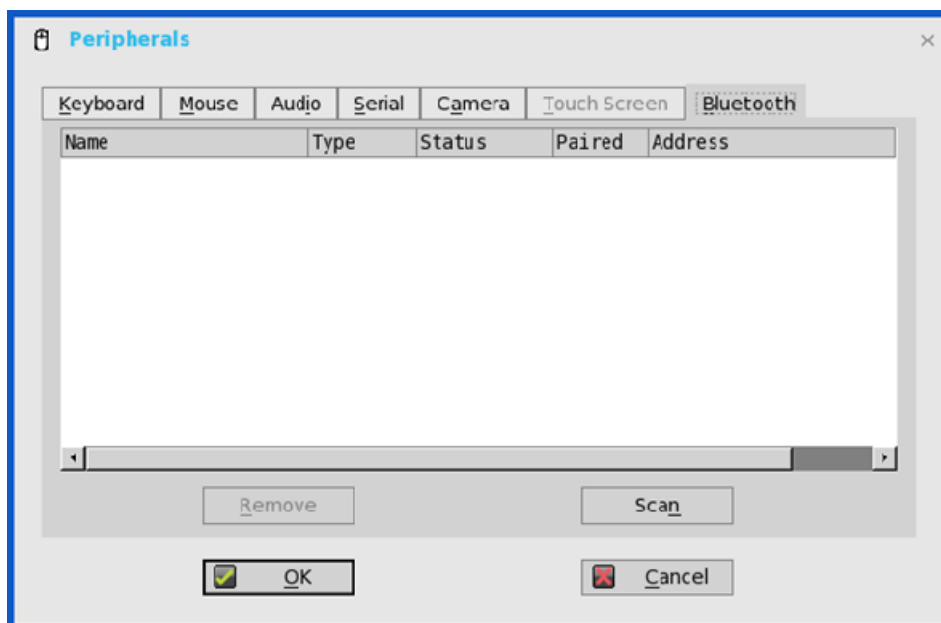 Peripherals
Keyboard Mouse Audio Serial Camera Touch Screen Bluetooth
Name Type Status Paired Address
Remove Scan
OK Cancel